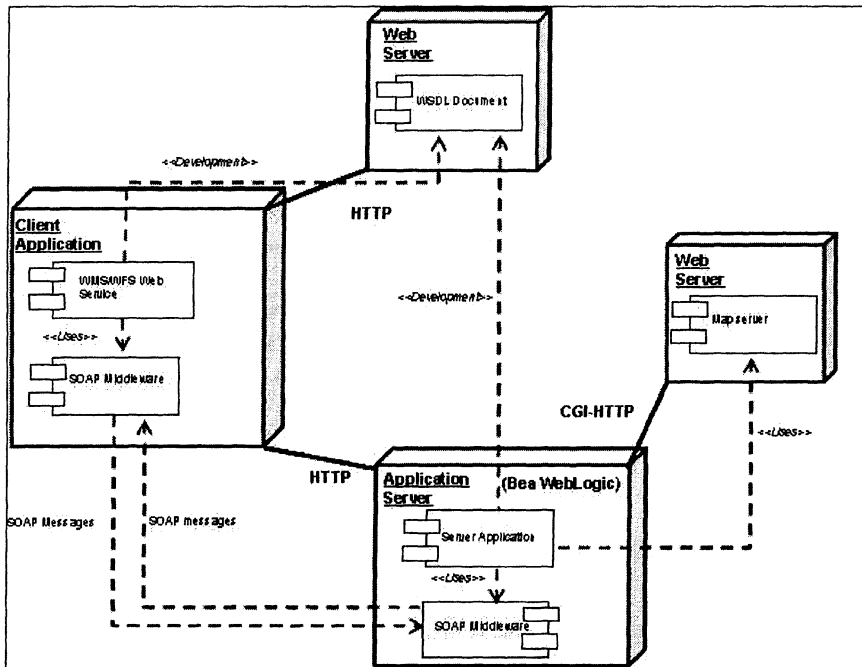 Web
Server
WSDL Document
<<Development>>
HTTP
Client
Application
WMS/WFS Web
Service
<<Uses>>
SOAP Middleware
<<Development>>
Web
Server
Mapserver
CGI-HTTP
<<Uses>>
HTTP
Application
Server
(Bea WebLogic)
SOAP Messages
SOAP messages
Server Application
<<Uses>>
SOAP Middleware